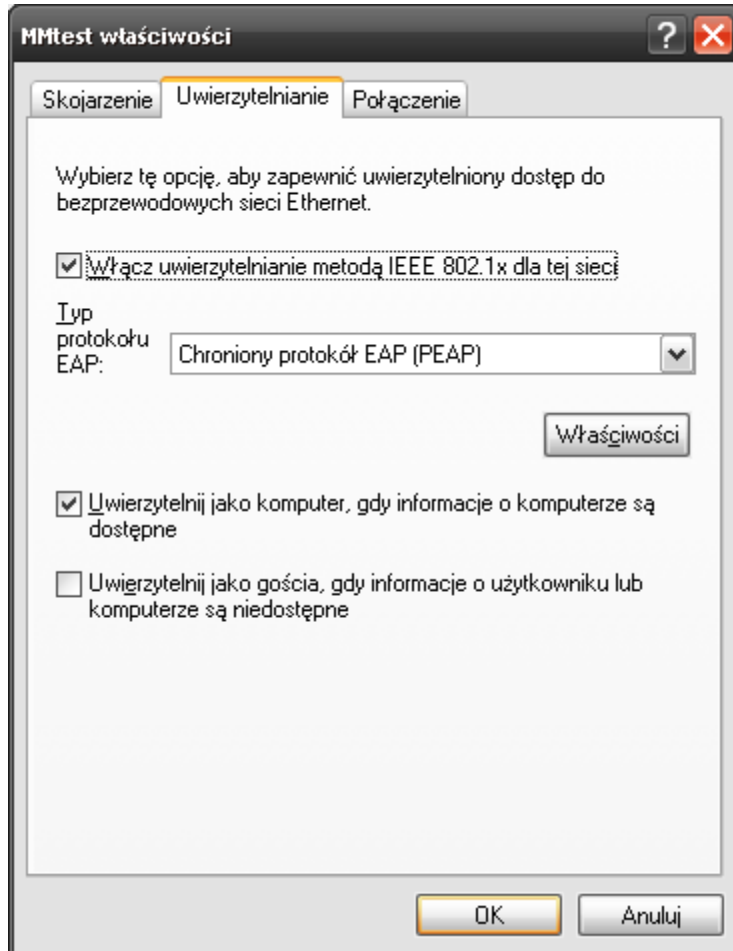 MMtest właściwości
Skojarzenie
Uwierzytelnianie
Połączenie
Wybierz tę opcję, aby zapewnić uwierzytelniony dostęp do
bezprzewodowych sieci Ethernet.
Włącz uwierzytelnianie metodą IEEE 802.1x dla tej sieci
Typ
protokołu
EAP:
Chroniony protokół EAP (PEAP)
Właściwości
Uwierzytelnij jako komputer, gdy informacje o komputerze są
dostępne
Uwierzytelnij jako gościa, gdy informacje o użytkowniku lub
komputerze są niedostępne
OK
Anuluj